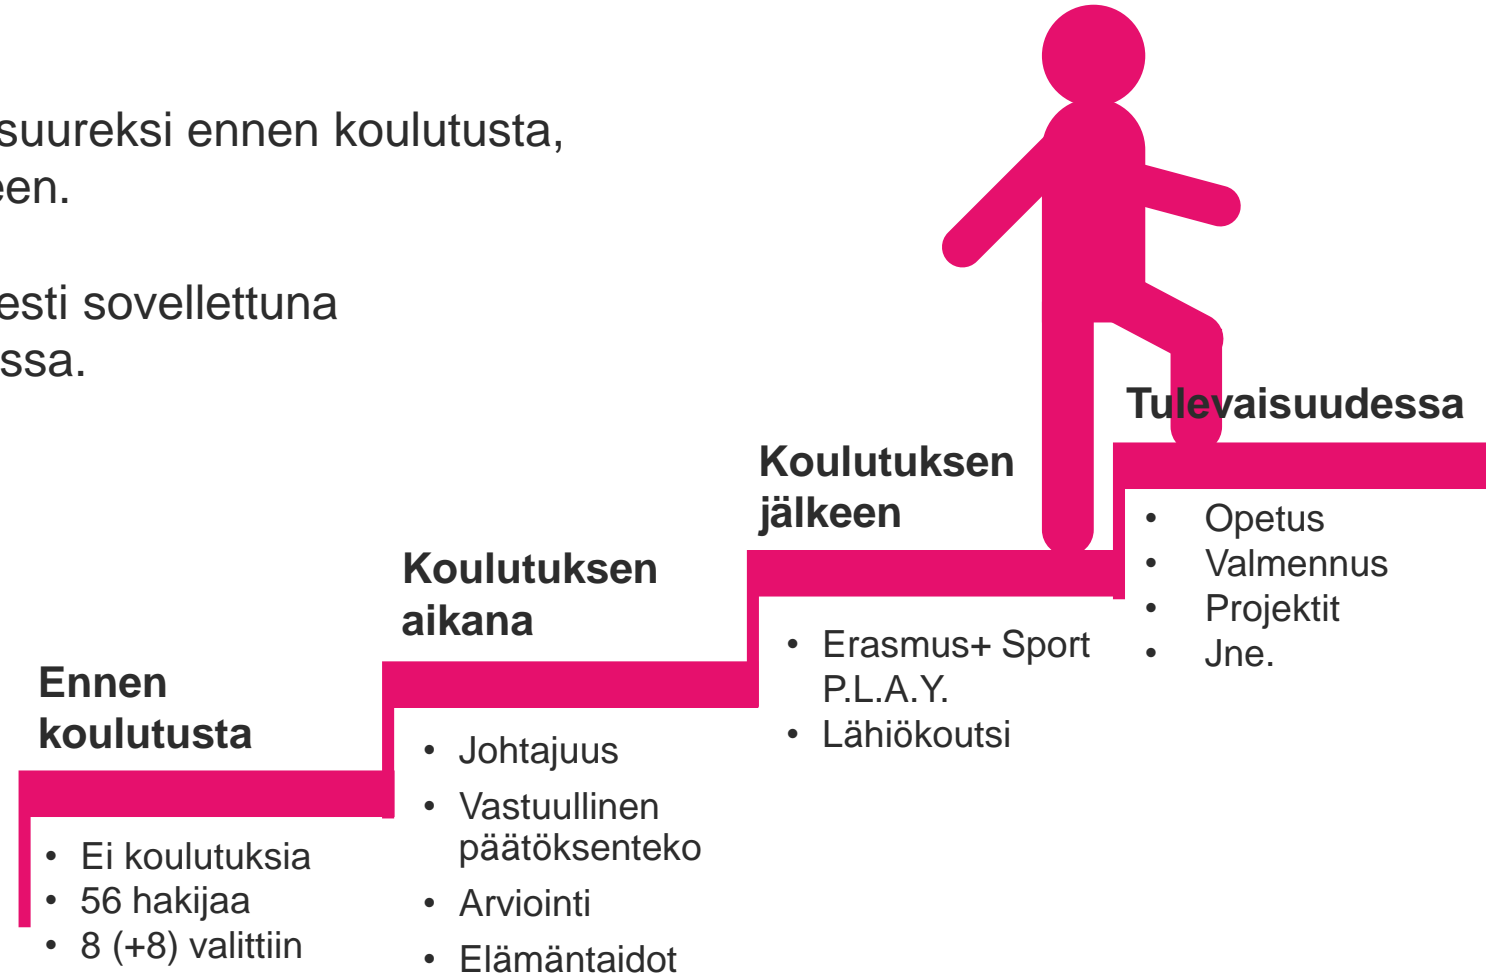 suureksi ennen koulutusta,
een.
esti sovellettuna
ssa.
Tulevaisuudessa
• Opetus
• Valmennus
• Projektit
• Jne.
Koulutuksen
jälkeen
• Erasmus+ Sport
P.L.A.Y.
• Lähiökoutsi
Koulutuksen
aikana
• Johtajuus
• Vastuullinen
päätöksenteko
• Arviointi
• Elämäntaidot
Ennen
koulutusta
• Ei koulutuksia
• 56 hakijaa
• 8 (+8) valittiin